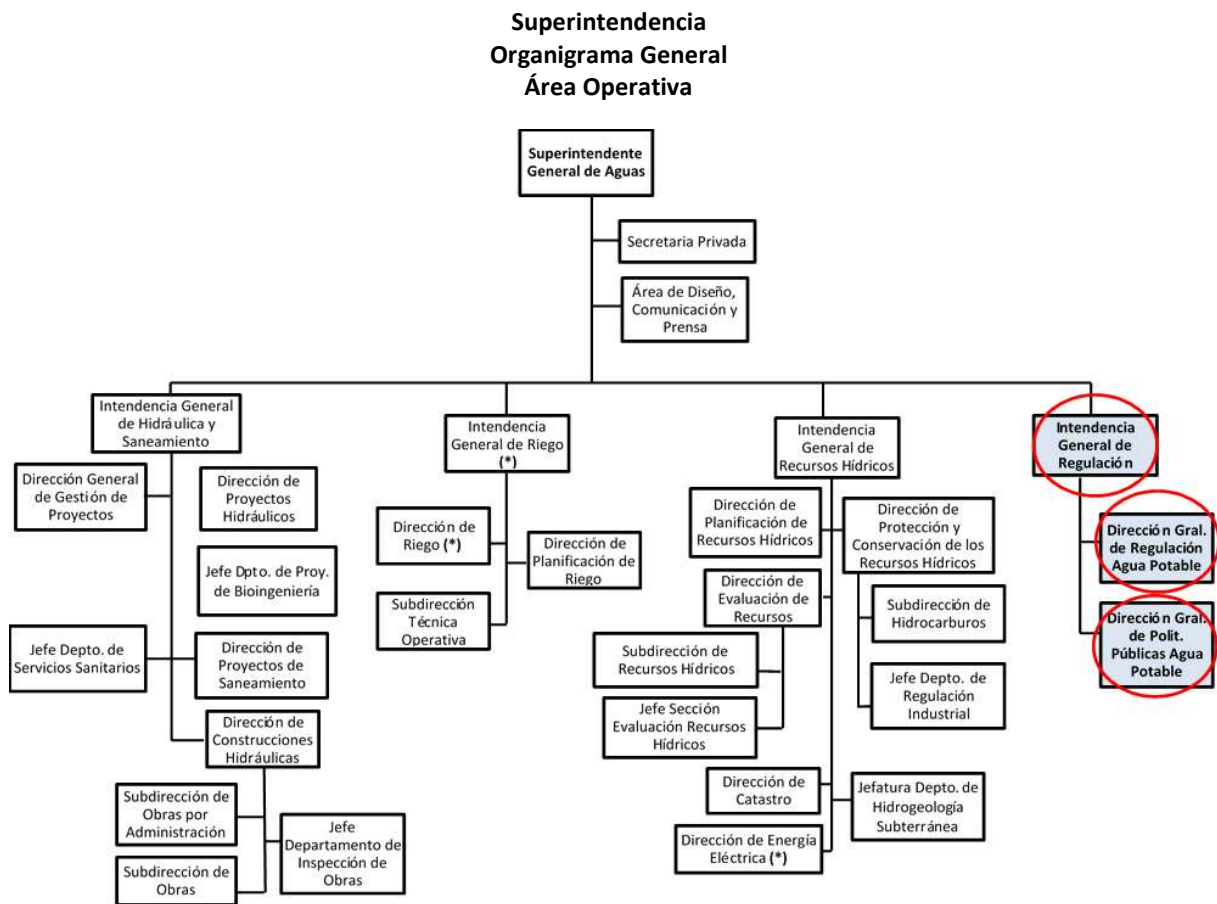 Superintendencia
Organigrama General
Área Operativa
Superintendente
General de Aguas
Secretaria Privada
Área de Diseño,
Comunicación y
Prensa
Intendencia General
de Hidráulica y
Saneamiento
Dirección General
de Gestión de
Proyectos
Dirección de
Proyectos
Hidráulicos
Jefe Dpto. de Proy.
de Bioingeniería
Jefe Depto. de
Servicios Sanitarios
Dirección de
Proyectos de
Saneamiento
Dirección de
Construcciones
Hidráulicas
Subdirección de
Obras por
Administración
Jefe
Departamento de
Inspección de
Obras
Subdirección de
Obras
Intendencia
General de Riego
(*)
Dirección de
Riego (*)
Dirección de
Planificación de
Riego
Subdirección
Técnica
Operativa
Intendencia
General de
Recursos Hídricos
Dirección de
Planificación de
Recursos Hídricos
Dirección de
Protección y
Conservación de los
Recursos Hídricos
Dirección de
Evaluación de
Recursos
Subdirección de
Hidrocarburos
Subdirección de
Recursos Hídricos
Jefe Depto. de
Regulación
Industrial
Jefe Sección
Evaluación Recursos
Hídricos
Dirección de
Catastro
Jefatura Depto. de
Hidrogeología
Subterránea
Dirección de Energía
Eléctrica (*)
Intendencia
General de
Regulación
Dirección Gral.
de Regulación
Agua Potable
Dirección Gral.
de Polit.
Públicas Agua
Potable